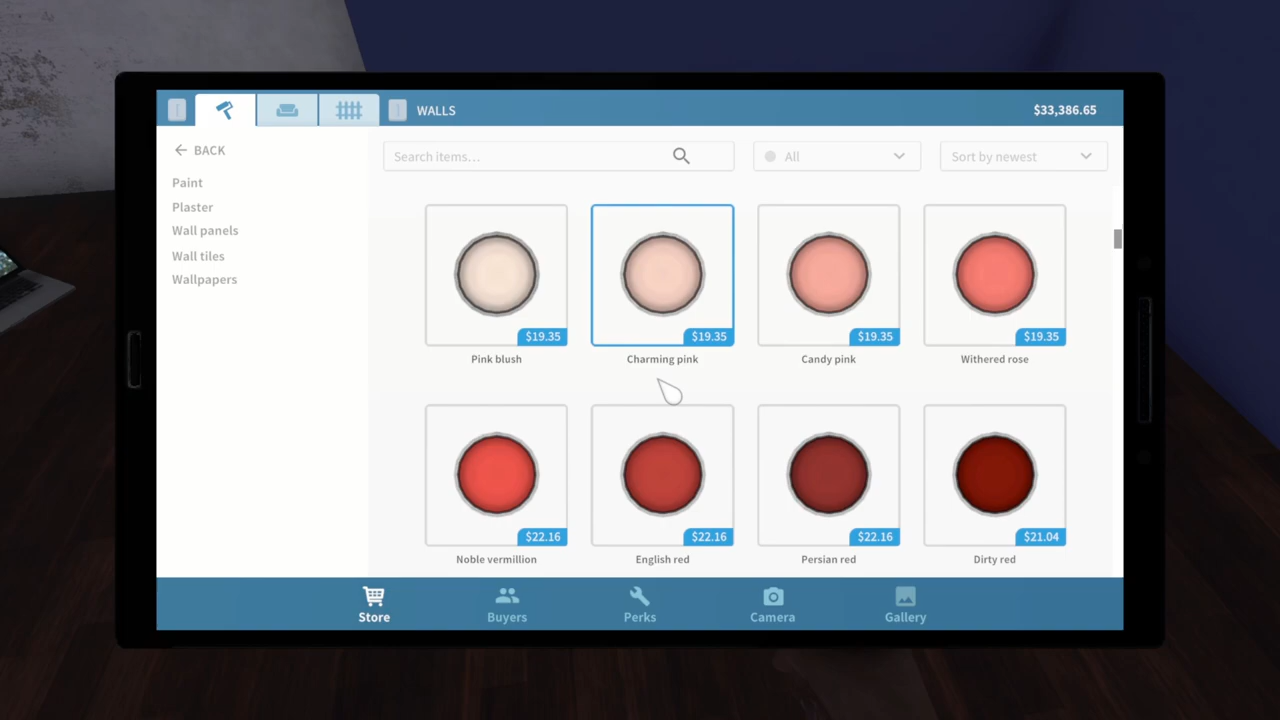 WALLS
$33,386.65
BACK
Search items...
All
Sort by newest
Paint
Plaster
Wall panels
Wall tiles
Wallpapers
$19.35
$19.35
$19.35
$19.35
Pink blush
Charming pink
Candy pink
Withered rose
$22.16
$22.16
$22.16
$21.04
Noble vermillion
English red
Persian red
Dirty red
Store
Buyers
Perks
Camera
Gallery